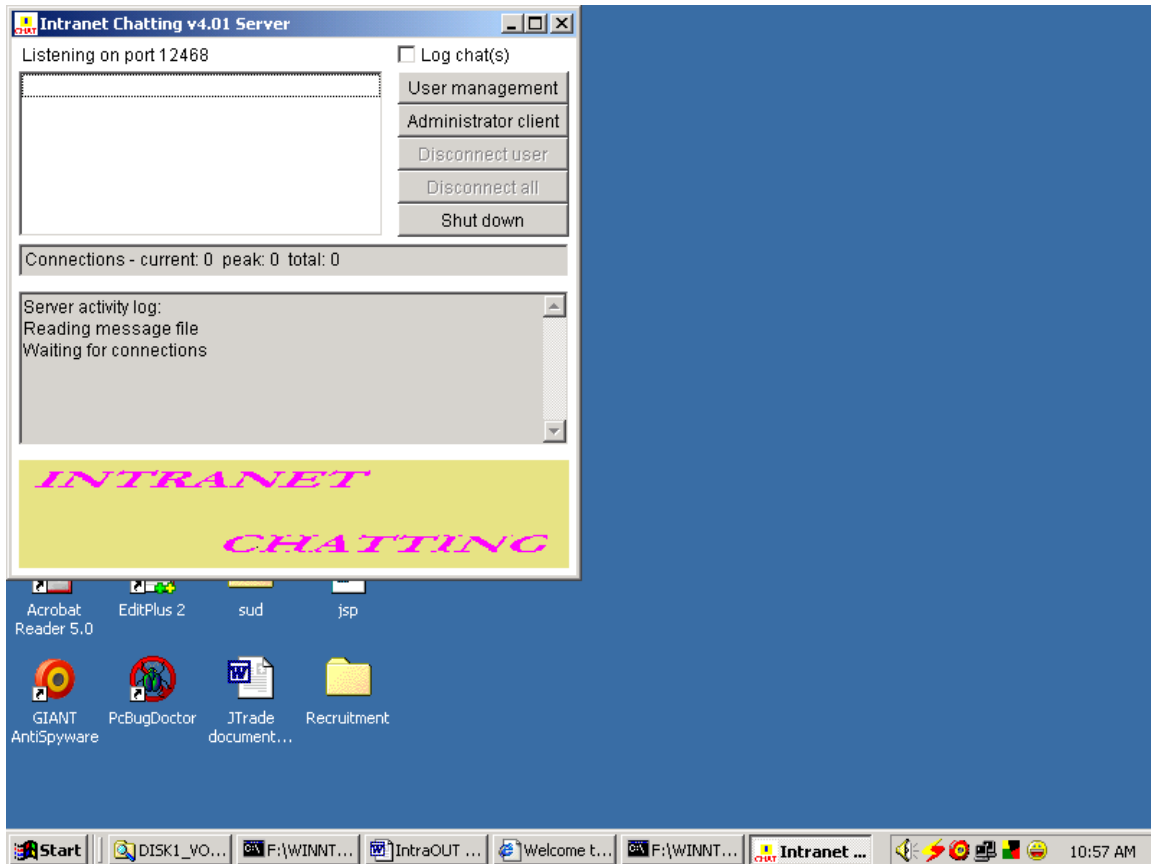 Intranet Chatting v4.01 Server
Listening on port 12468
Log chat(s)
User management
Administrator client
Disconnect user
Disconnect all
Shut down
Connections - current: 0 peak: 0 total: 0
Server activity log:
Reading message file
Waiting for connections
INTRANET
CHATTING
Acrobat
Reader 5.0
EditPlus 2
sud
jsp
GIANT
AntiSpyware
PcBugDoctor
JTrade
document...
Recruitment
Start
DISK1_VO...
F:\WINNT...
IntraOUT ...
Welcome t...
F:\WINNT...
CHAT
Intranet ...
10:57 AM